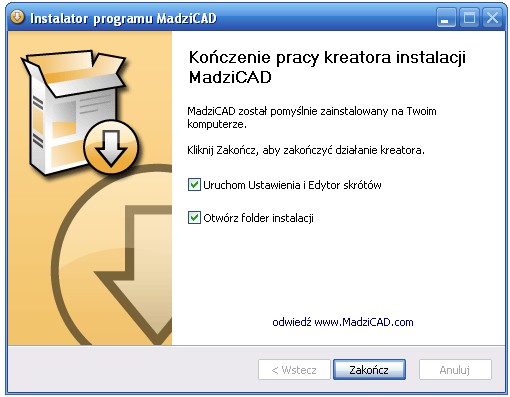 Instalator programu MadziCAD
Kończenie pracy kreatora instalacji
MadziCAD
MadziCAD został pomyślnie zainstalowany na Twoim
komputerze.
Kliknij Zakończ, aby zakończyć działanie kreatora.
Uruchom Ustawienia i Edytor skrótów
Otwórz folder instalacji
odwiedź www.MadziCAD.com
< Wstecz
Zakończ
Anuluj